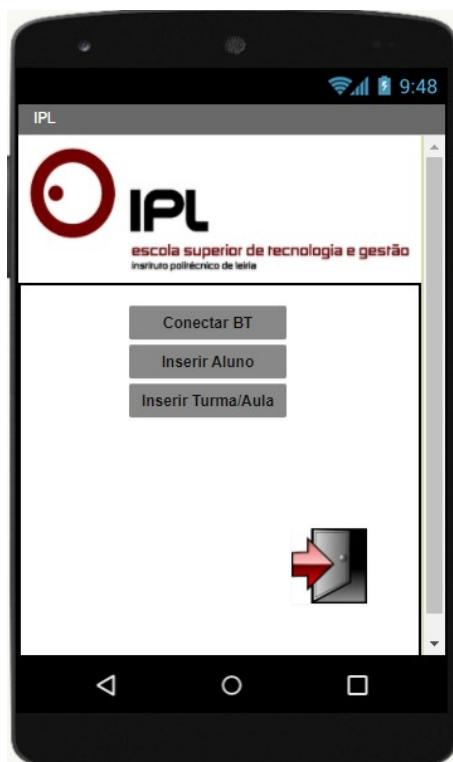 9:48
IPL
IPL
escola superior de tecnologia e gestão
instituto politécnico de leiria
Conectar BT
Inserir Aluno
Inserir Turma/Aula